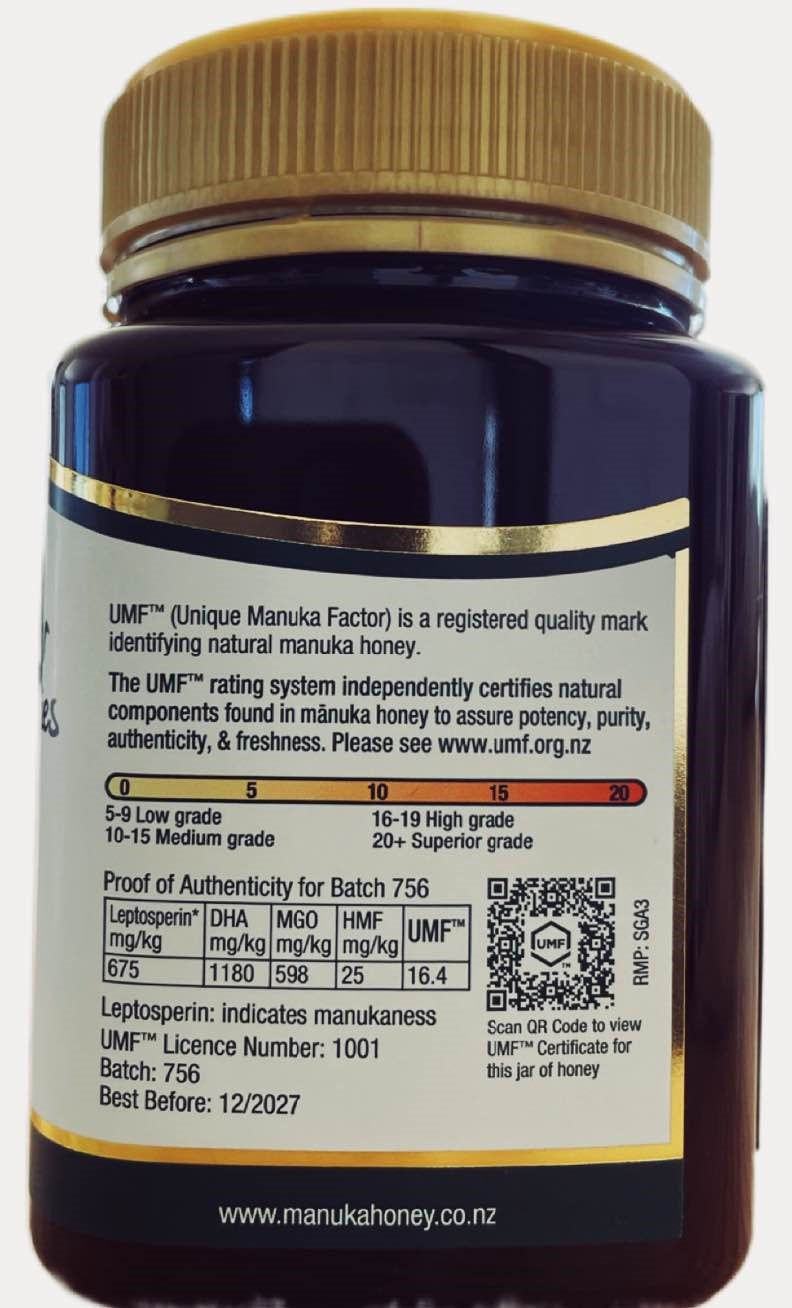 es
UMF™ (Unique Manuka Factor) is a registered quality mark
identifying natural manuka honey.
The UMF™ rating system independently certifies natural
components found in mānuka honey to assure potency, purity,
authenticity, & freshness. Please see www.umf.org.nz
0 5 10 15 20
5-9 Low grade 16-19 High grade
10-15 Medium grade 20+ Superior grade
Proof of Authenticity for Batch 756
Leptosperin* DHA MGO HMF UMF™
mg/kg mg/kg mg/kg mg/kg
675 1180 598 25 16.4
Leptosperin: indicates manukaness
UMF™ Licence Number: 1001
Batch: 756
Best Before: 12/2027
UMF™
RMP: SGA3
Scan QR Code to view
UMF™ Certificate for
this jar of honey
www.manukahoney.co.nz